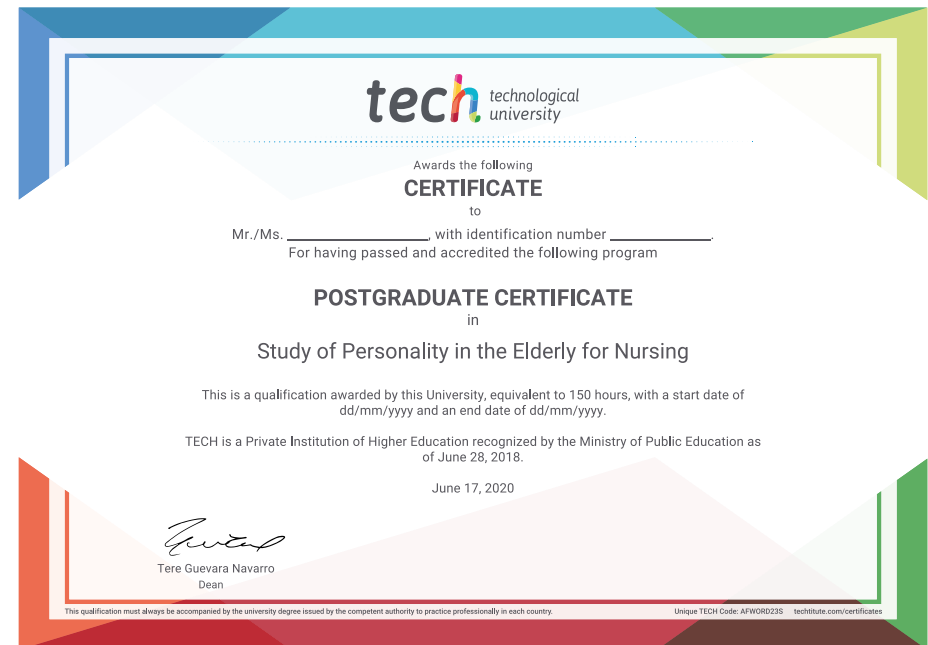 tech technological
university
Awards the following
CERTIFICATE
to
Mr./Ms. ____________________, with identification number ______________.
For having passed and accredited the following program
POSTGRADUATE CERTIFICATE
in
Study of Personality in the Elderly for Nursing
This is a qualification awarded by this University, equivalent to 150 hours, with a start date of
dd/mm/yyyy and an end date of dd/mm/yyyy.
TECH is a Private Institution of Higher Education recognized by the Ministry of Public Education as
of June 28, 2018.
June 17, 2020
Tere Guevara Navarro
Dean
This qualification must always be accompanied by the university degree issued by the competent authority to practice professionally in each country. Unique TECH Code: AFWORD23S techtitute.com/certificates